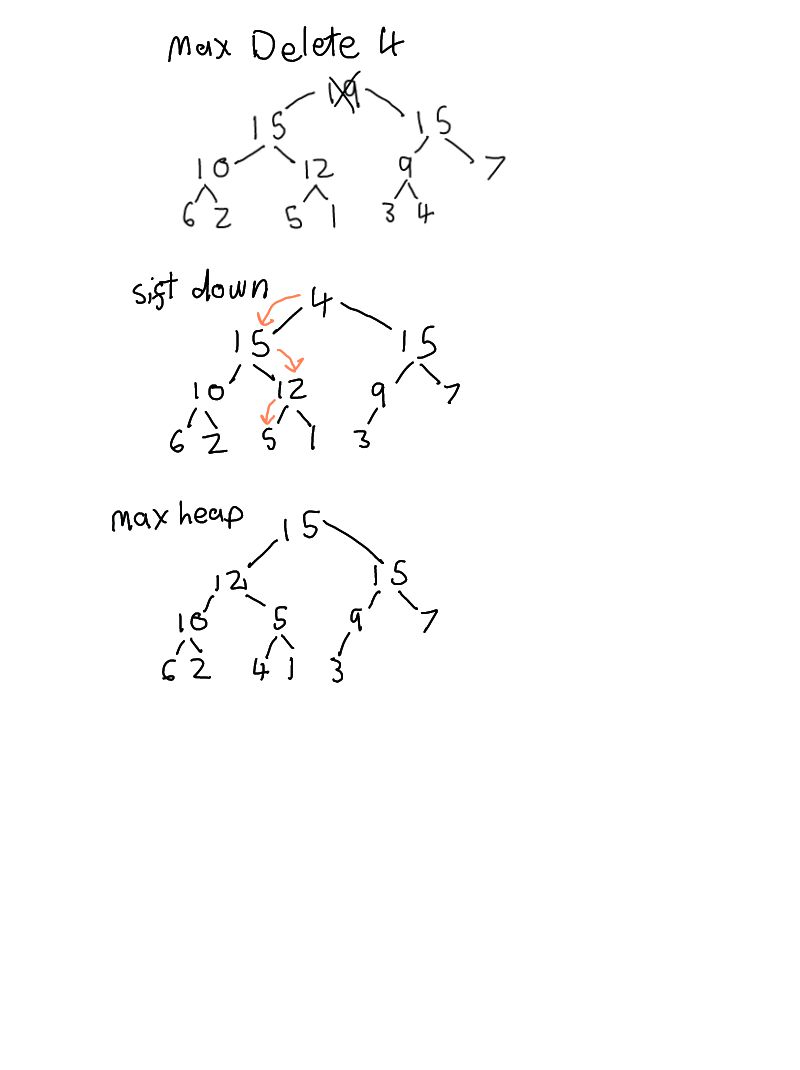 Max Delete 4
19
15 15
10 12 9 7
6 2 5 1 3 4
sift down
4
15 15
10 12 9 7
6 2 5 1 3
max heap
15
12 15
10 5 9 7
6 2 4 1 3